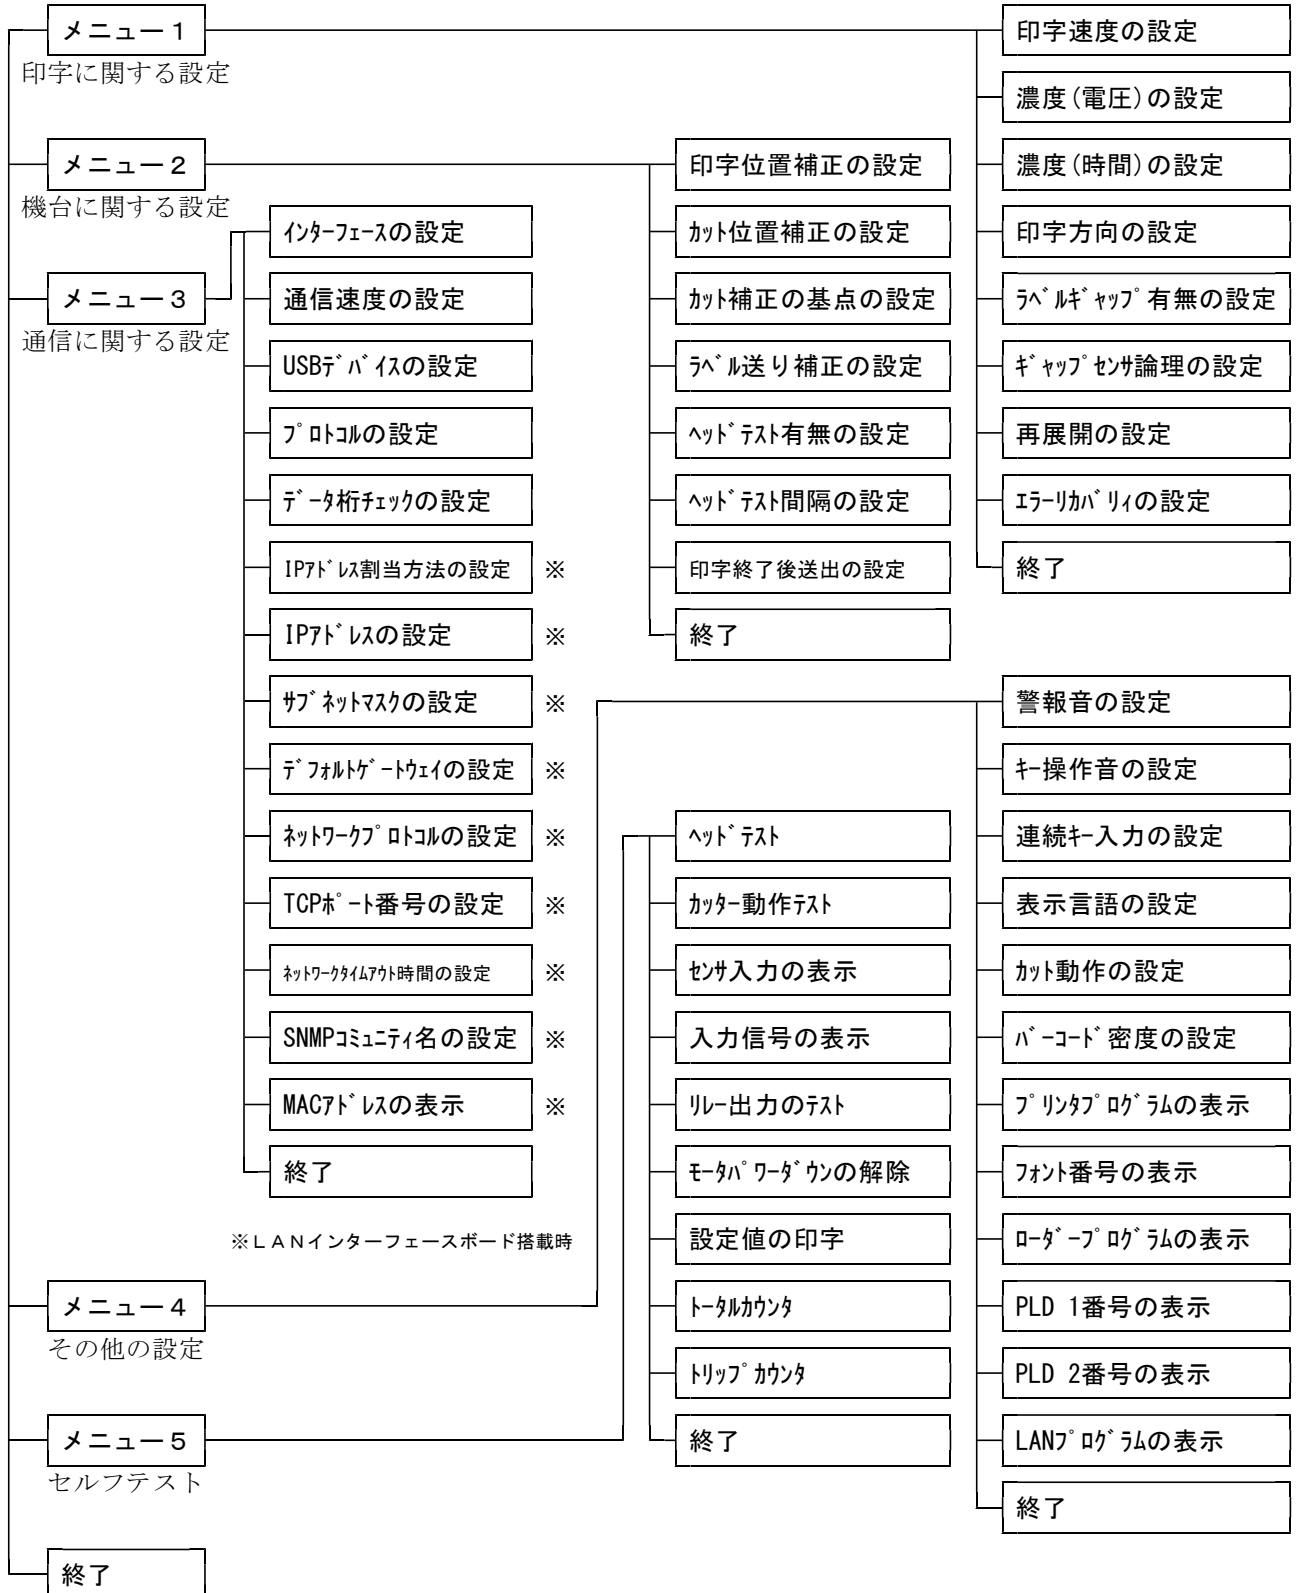 メニュー１
印字に関する設定
印字速度の設定
濃度(電圧)の設定
濃度(時間)の設定
印字方向の設定
ﾗﾍﾞﾙｷﾞｬｯﾌﾟ有無の設定
ｷﾞｬｯﾌﾟｾﾝｻ論理の設定
再展開の設定
ｴﾗｰﾘｶﾊﾞﾘｨの設定
終了
メニュー２
機台に関する設定
印字位置補正の設定
ｶｯﾄ位置補正の設定
ｶｯﾄ補正の基点の設定
ﾗﾍﾞﾙ送り補正の設定
ﾍｯﾄﾞﾃｽﾄ有無の設定
ﾍｯﾄﾞﾃｽﾄ間隔の設定
印字終了後送出の設定
終了
メニュー３
通信に関する設定
ｲﾝﾀｰﾌｪｰｽの設定
通信速度の設定
USBﾃﾞﾊﾞｲｽの設定
ﾌﾟﾛﾄｺﾙの設定
ﾃﾞｰﾀ桁ﾁｪｯｸの設定
IPｱﾄﾞﾚｽ割当方法の設定 ※
IPｱﾄﾞﾚｽの設定 ※
ｻﾌﾞﾈｯﾄﾏｽｸの設定 ※
ﾃﾞﾌｫﾙﾄｹﾞｰﾄｳｪｲの設定 ※
ﾈｯﾄﾜｰｸﾌﾟﾛﾄｺﾙの設定 ※
TCPﾎﾟｰﾄ番号の設定 ※
ﾈｯﾄﾜｰｸﾀｲﾑｱｳﾄ時間の設定 ※
SNMPｺﾐｭﾆﾃｨ名の設定 ※
MACｱﾄﾞﾚｽの表示 ※
終了
※ＬＡＮインターフェースボード搭載時
メニュー４
その他の設定
警報音の設定
ｷｰ操作音の設定
連続ｷｰ入力の設定
表示言語の設定
ｶｯﾄ動作の設定
ﾊﾞｰｺｰﾄﾞ密度の設定
ﾌﾟﾘﾝﾀﾌﾟﾛｸﾞﾗﾑの表示
ﾌｫﾝﾄ番号の表示
ﾛｰﾀﾞｰﾌﾟﾛｸﾞﾗﾑの表示
PLD 1番号の表示
PLD 2番号の表示
LANﾌﾟﾛｸﾞﾗﾑの表示
終了
メニュー５
セルフテスト
ﾍｯﾄﾞﾃｽﾄ
ｶｯﾀｰ動作ﾃｽﾄ
ｾﾝｻ入力の表示
入力信号の表示
ﾘﾚｰ出力のﾃｽﾄ
ﾓｰﾀﾊﾟﾜｰﾀﾞｳﾝの解除
設定値の印字
ﾄｰﾀﾙｶｳﾝﾀ
ﾄﾘｯﾌﾟｶｳﾝﾀ
終了
終了